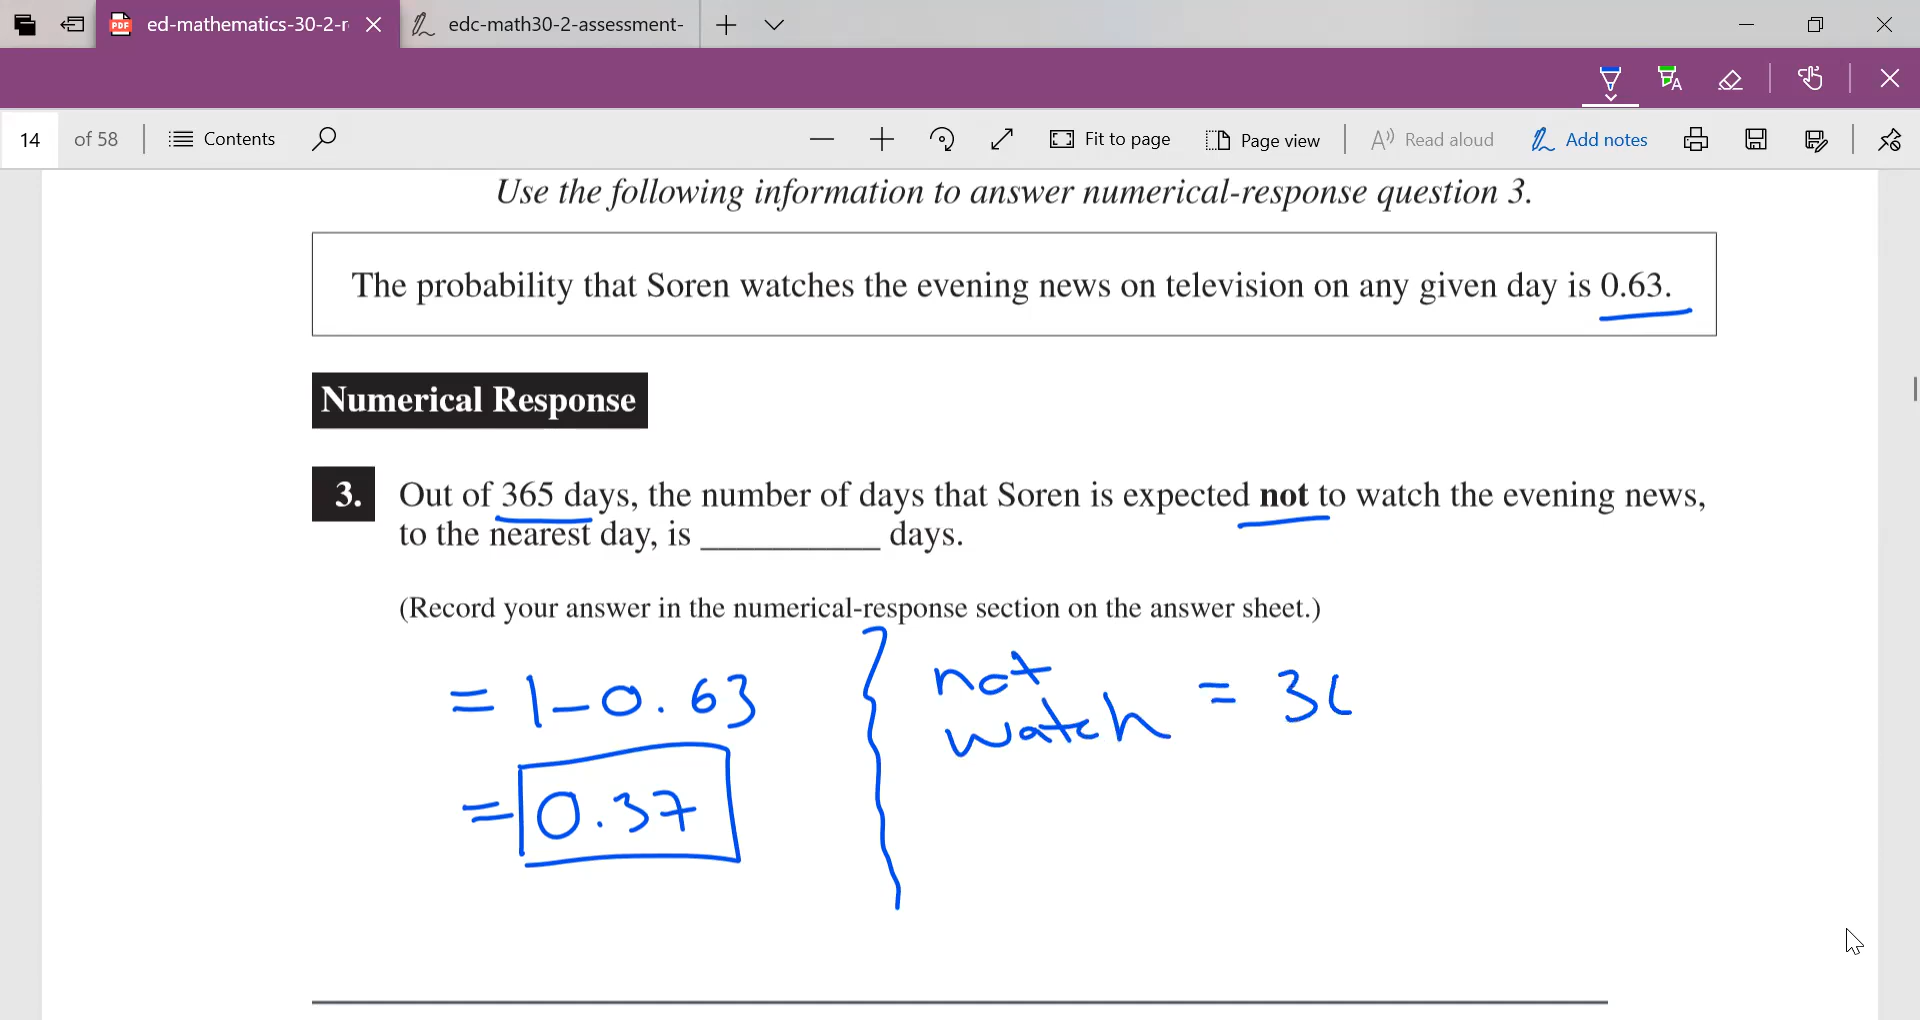 ed-mathematics-30-2-r
edc-math30-2-assessment-
14 of 58 Contents Fit to page Page view Read aloud Add notes
Use the following information to answer numerical-response question 3.
The probability that Soren watches the evening news on television on any given day is 0.63.
Numerical Response
3. Out of 365 days, the number of days that Soren is expected not to watch the evening news,
to the nearest day, is __________ days.
(Record your answer in the numerical-response section on the answer sheet.)
= 1 - 0.63
= 0.37
not
watch = 3